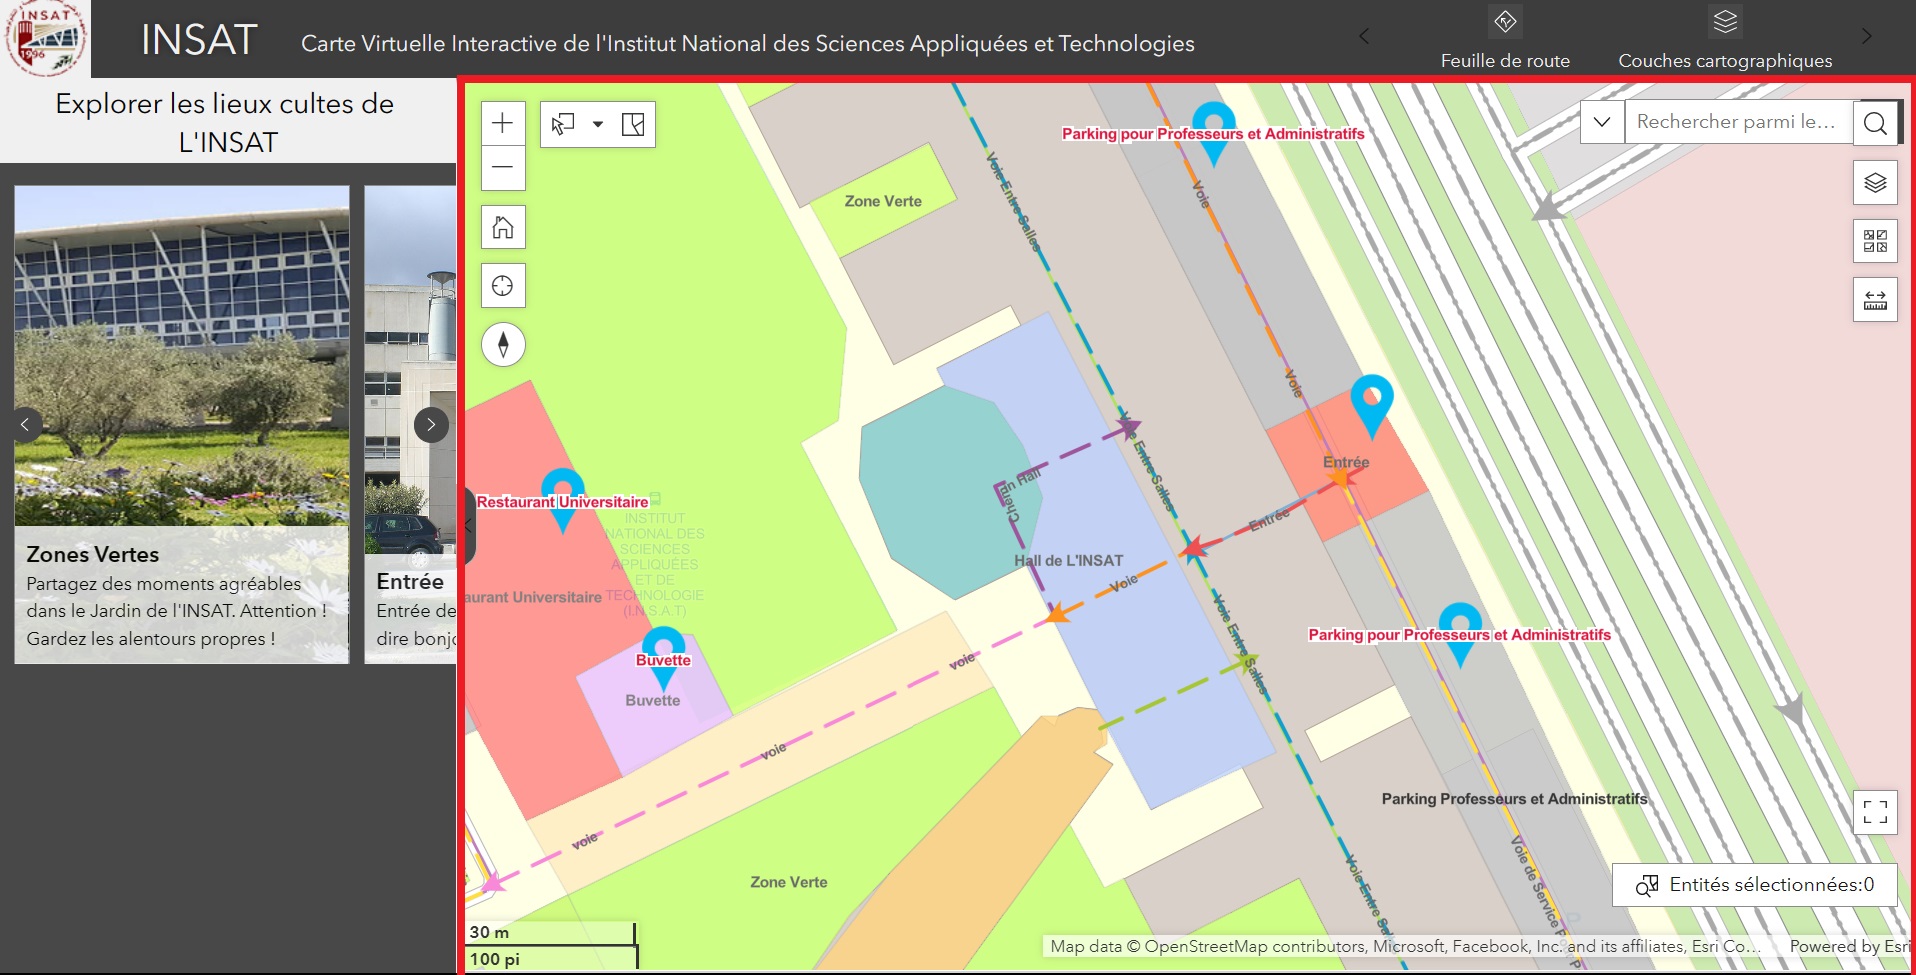 INSAT
1996
INSAT
Carte Virtuelle Interactive de l'Institut National des Sciences Appliquées et Technologies
Feuille de route
Couches cartographiques
Explorer les lieux cultes de
L'INSAT
Zones Vertes
Partagez des moments agréables
dans le Jardin de l'INSAT. Attention !
Gardez les alentours propres !
Entrée
Entrée de
dire bonjo
Rechercher parmi le...
Parking pour Professeurs et Administratifs
Zone Verte
Voie Entre Salles
Voie
Voie
Entrée
Voie Entre Salles
Entrée
Hall de L'INSAT
Voie
Restaurant Universitaire
INSTITUT
NATIONAL DES
SCIENCES
APPLIQUÉES
ET DE
TECHNOLOGIE
(I.N.S.A.T)
aurant Universitaire
Buvette
Buvette
voie
voie
voie
Voie Entre Salles
Parking pour Professeurs et Administratifs
Parking Professeurs et Administratifs
Voie de Service
Voie Entre Salles
Zone Verte
Entités sélectionnées:0
30 m
100 pi
Map data © OpenStreetMap contributors, Microsoft, Facebook, Inc. and its affiliates, Esri Co...
Powered by Esri